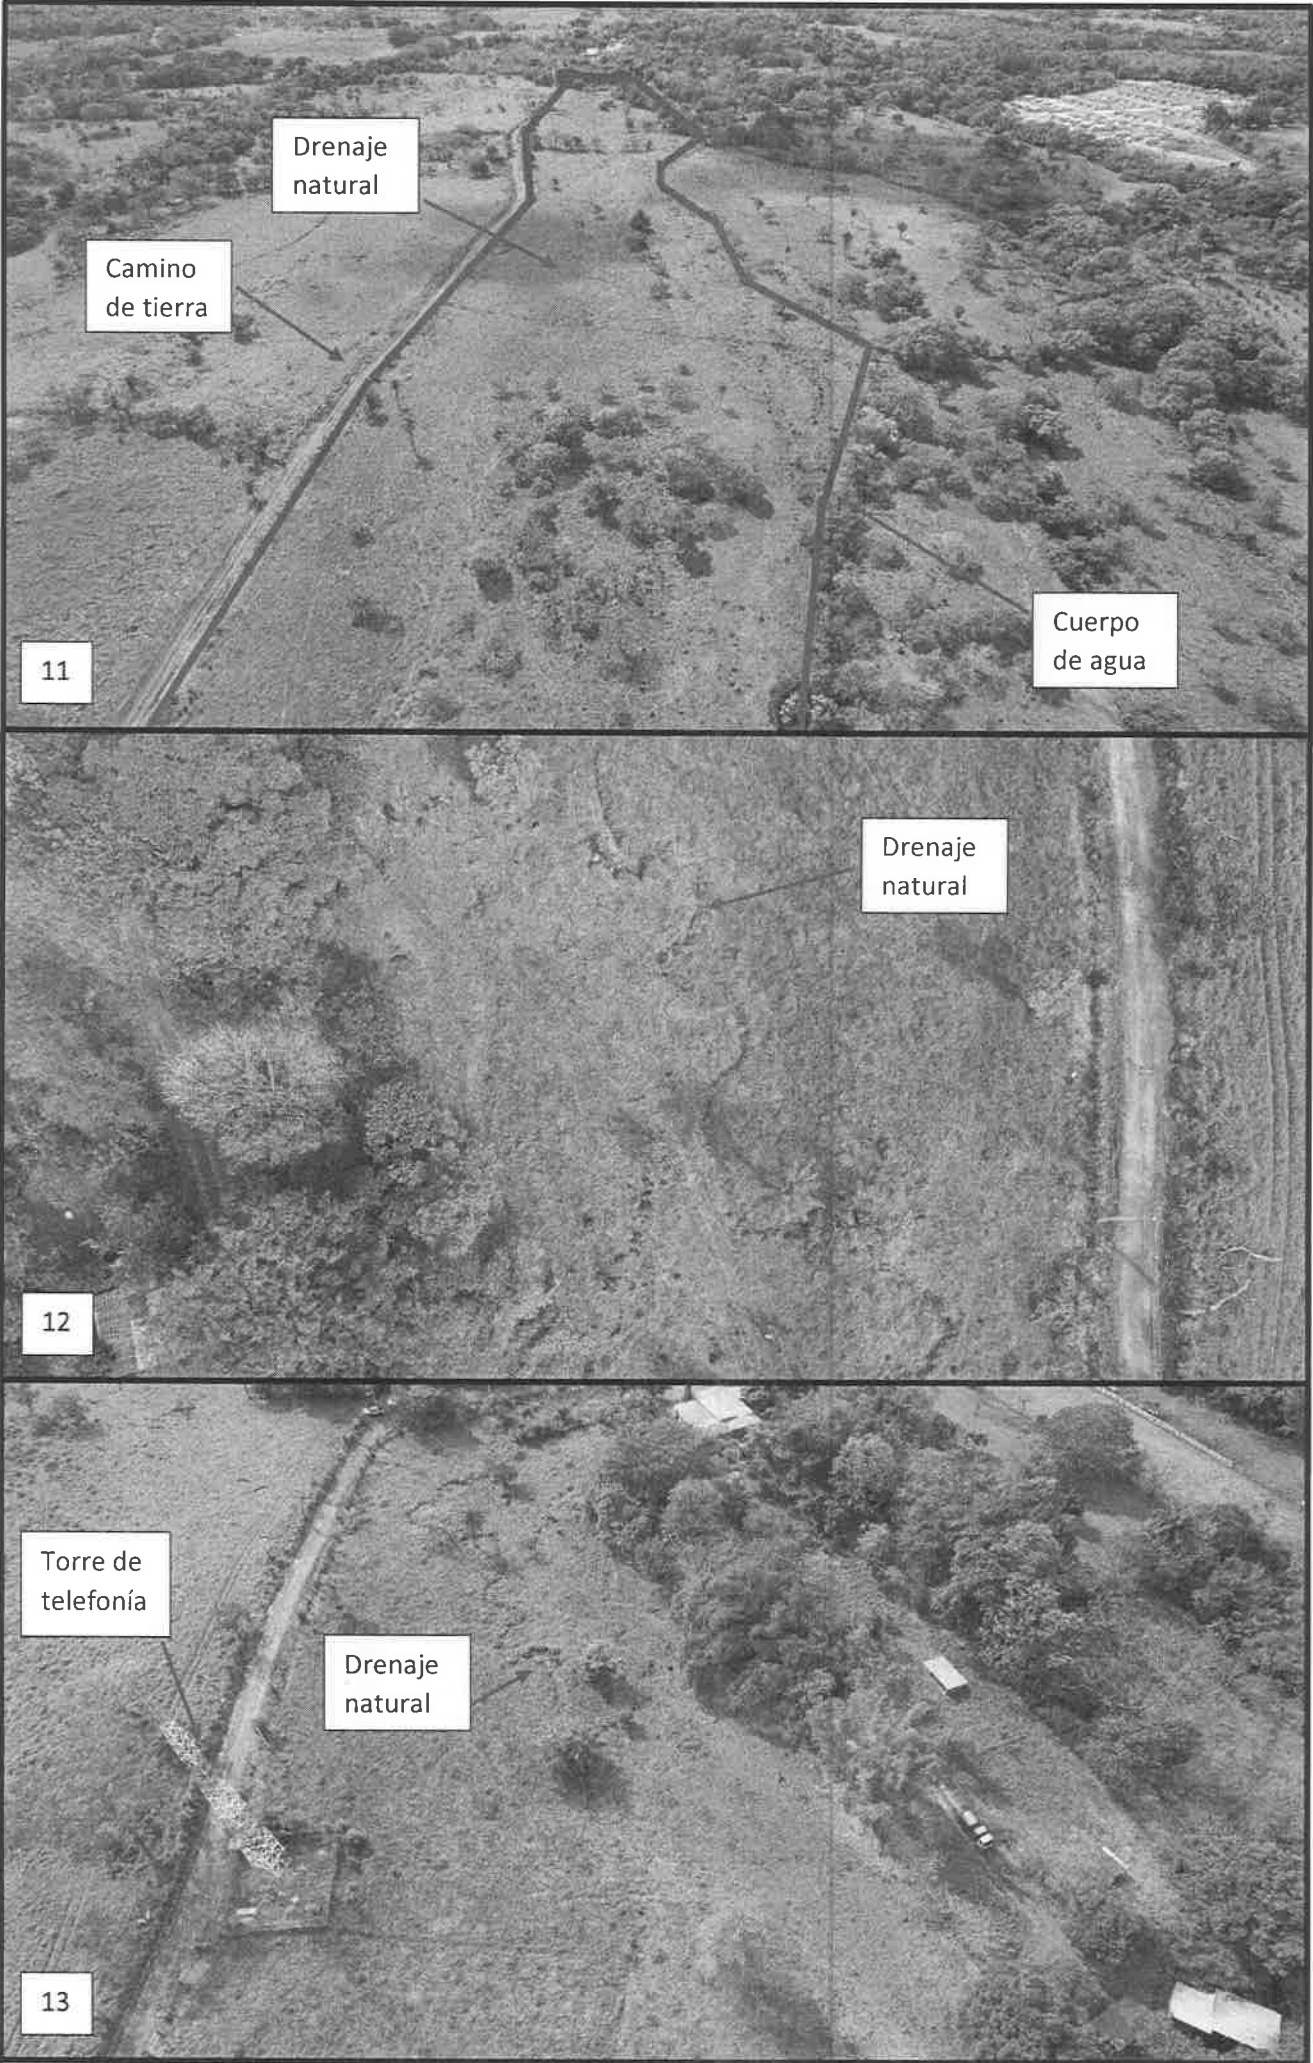 Drenaje
natural
Camino
de tierra
Cuerpo
de agua
11
Drenaje
natural
12
Torre de
telefonía
Drenaje
natural
13